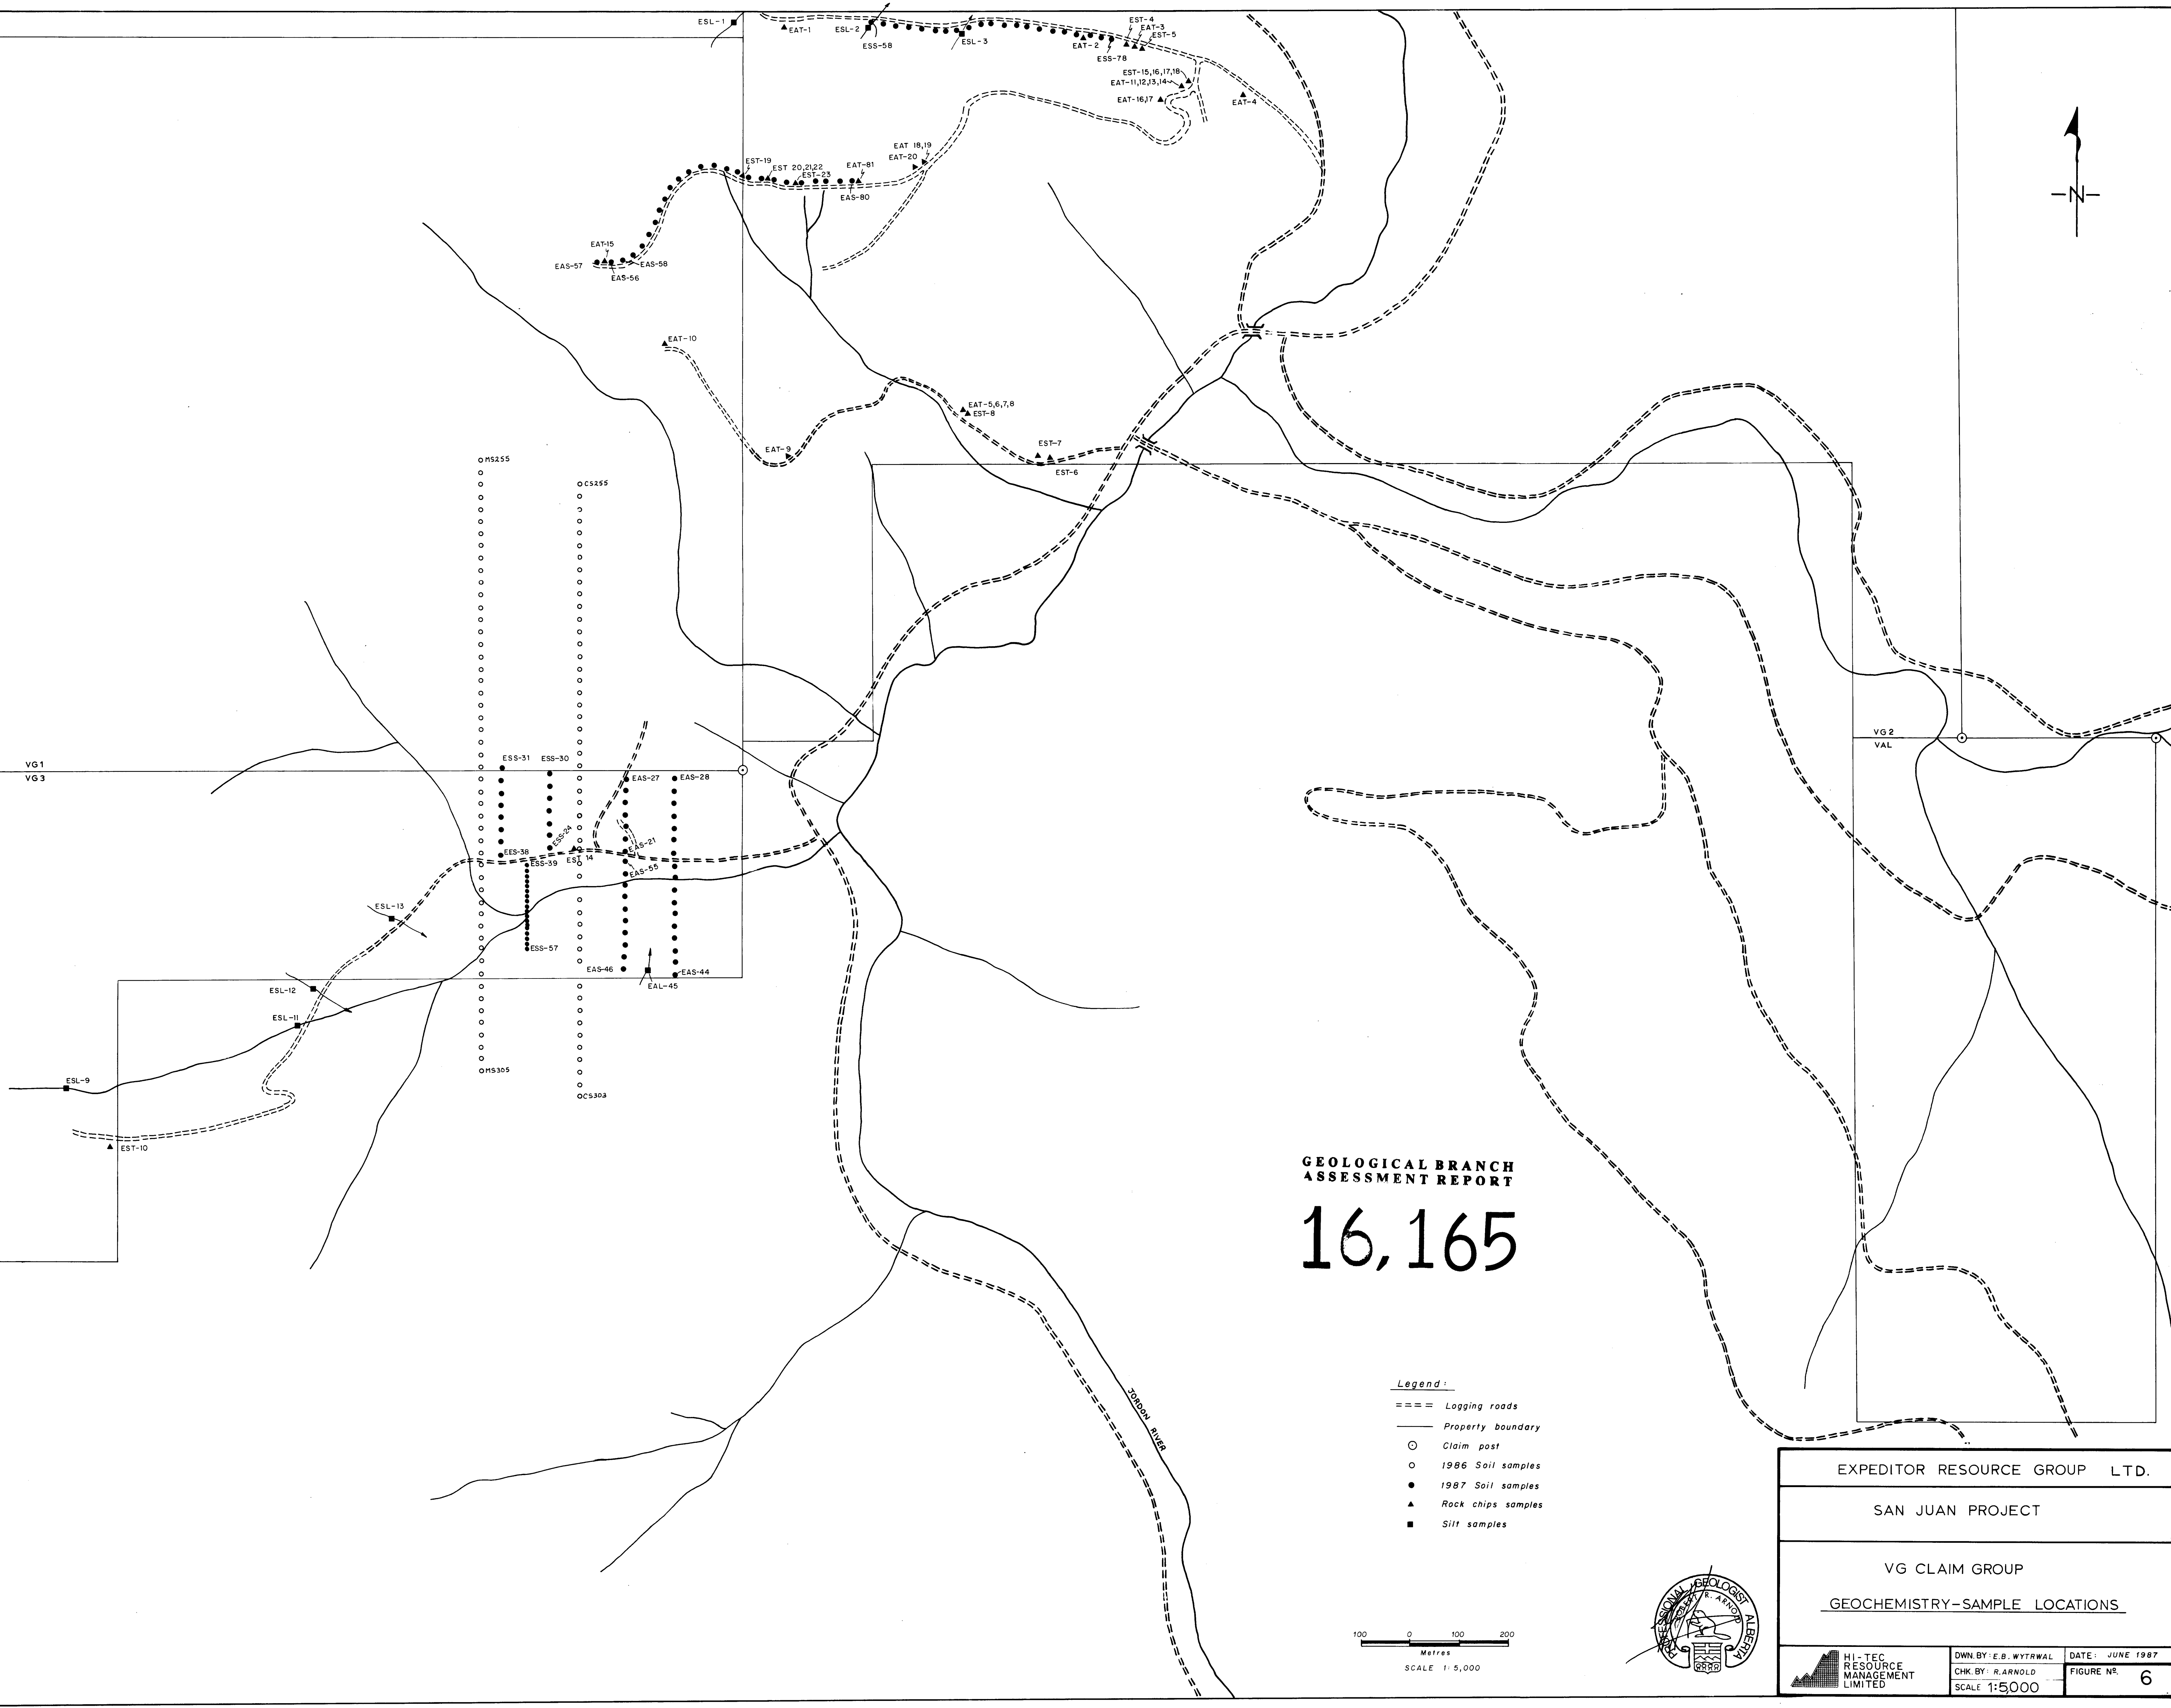 ESL-1
EAT-1
ESL-2
ESS-58
ESL-3
EAT-2
ESS-78
EST-4
EAT-3
EST-5
EST-15,16,17,18
EAT-11,12,13,14
EAT-16,17
EAT-4
N
EAT 18,19
EAT-20
EST-19
EST 20,21,22
EST-23
EAT-81
EAS-80
EAT-15
EAS-57
EAS-56
EAS-58
EAT-10
EAT-5,6,7,8
EST-8
EAT-9
EST-7
EST-6
MS255
CS255
VG1
VG3
VG2
VAL
ESS-31
ESS-30
EAS-27
EAS-28
EES-38
ESS-24
EST 14
EAS-21
ESS-39
EAS-55
ESL-13
ESS-57
EAS-46
EAL-45
EAS-44
ESL-12
ESL-11
ESL-9
MS305
CS303
EST-10
GEOLOGICAL BRANCH
ASSESSMENT REPORT
16,165
JORDON RIVER
Legend:
Logging roads
Property boundary
Claim post
1986 Soil samples
1987 Soil samples
Rock chips samples
Silt samples
100 0 100 200
Metres
SCALE 1:5,000
PROFESSIONAL GEOLOGIST ALBERTA
ROBERT R. ARNOLD
EXPEDITOR RESOURCE GROUP LTD.
SAN JUAN PROJECT
VG CLAIM GROUP
GEOCHEMISTRY-SAMPLE LOCATIONS
HI-TEC
RESOURCE
MANAGEMENT
LIMITED
DWN. BY: E.B. WYTRWAL
CHK. BY: R. ARNOLD
SCALE 1:5,000
DATE: JUNE 1987
FIGURE Nº. 6